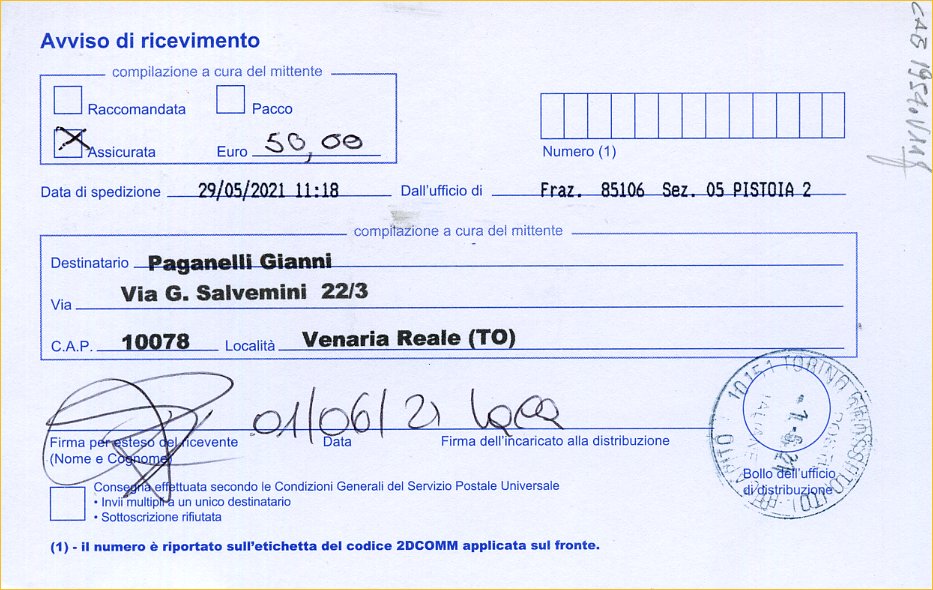 Avviso di ricevimento
compilazione a cura del mittente
Raccomandata Pacco
Assicurata Euro 50,00
Numero (1)
Data di spedizione 29/05/2021 11:18 Dall'ufficio di Fraz. 85106 Sez. 05 PISTOIA 2
compilazione a cura del mittente
Destinatario Paganelli Gianni
Via Via G. Salvemini 22/3
C.A.P. 10078 Località Venaria Reale (TO)
01/06/21
Firma per esteso del ricevente Data Firma dell'incaricato alla distribuzione
(Nome e Cognome)
10151 TORINO
Bollo dell'ufficio
di distribuzione
Consegna effettuata secondo le Condizioni Generali del Servizio Postale Universale
• Invii multipli a un unico destinatario
• Sottoscrizione rifiutata
(1) - il numero è riportato sull'etichetta del codice 2DCOMM applicata sul fronte.